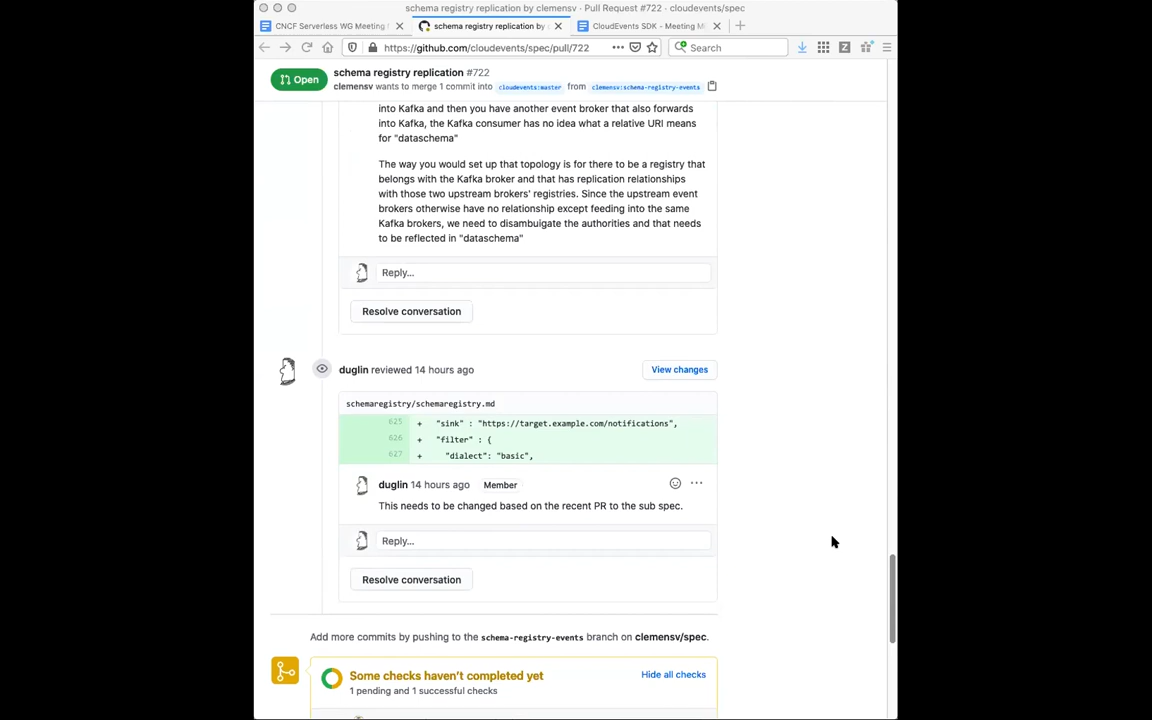 schema registry replication by clemensv · Pull Request #722 · cloudevents/spec
CNCF Serverless WG Meeting
schema registry replication by
CloudEvents SDK - Meeting Mi
https://github.com/cloudevents/spec/pull/722
Search
Open
schema registry replication #722
clemensv wants to merge 1 commit into cloudevents:master from clemensv:schema-registry-events
into Kafka and then you have another event broker that also forwards
into Kafka, the Kafka consumer has no idea what a relative URI means
for "dataschema"
The way you would set up that topology is for there to be a registry that
belongs with the Kafka broker and that has replication relationships
with those two upstream brokers' registries. Since the upstream event
brokers otherwise have no relationship except feeding into the same
Kafka brokers, we need to disambuigate the authorities and that needs
to be reflected in "dataschema"
Reply...
Resolve conversation
duglin reviewed 14 hours ago
View changes
schemaregistry/schemaregistry.md
625 + "sink" : "https://target.example.com/notifications",
626 + "filter" : {
627 + "dialect": "basic",
duglin 14 hours ago Member
This needs to be changed based on the recent PR to the sub spec.
Reply...
Resolve conversation
Add more commits by pushing to the schema-registry-events branch on clemensv/spec.
Some checks haven't completed yet
Hide all checks
1 pending and 1 successful checks